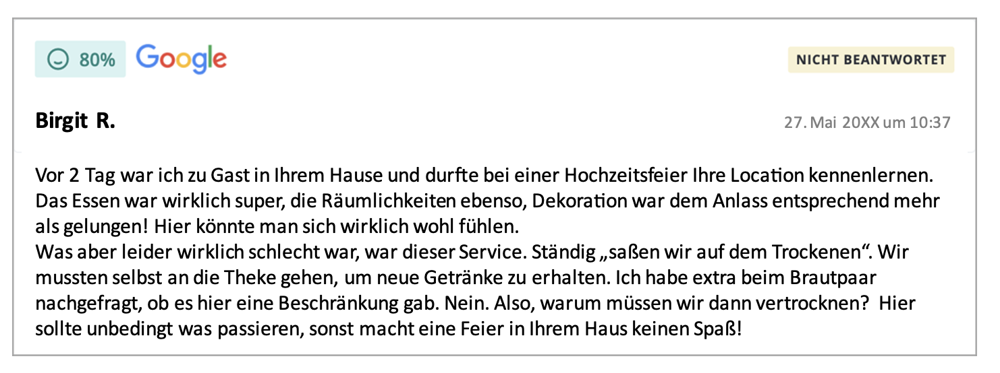 80% Google
NICHT BEANTWORTET
Birgit R.
27. Mai 20XX um 10:37
Vor 2 Tag war ich zu Gast in Ihrem Hause und durfte bei einer Hochzeitsfeier Ihre Location kennenlernen.
Das Essen war wirklich super, die Räumlichkeiten ebenso, Dekoration war dem Anlass entsprechend mehr
als gelungen! Hier könnte man sich wirklich wohl fühlen.
Was aber leider wirklich schlecht war, war dieser Service. Ständig „saßen wir auf dem Trockenen“. Wir
mussten selbst an die Theke gehen, um neue Getränke zu erhalten. Ich habe extra beim Brautpaar
nachgefragt, ob es hier eine Beschränkung gab. Nein. Also, warum müssen wir dann vertrocknen? Hier
sollte unbedingt was passieren, sonst macht eine Feier in Ihrem Haus keinen Spaß!